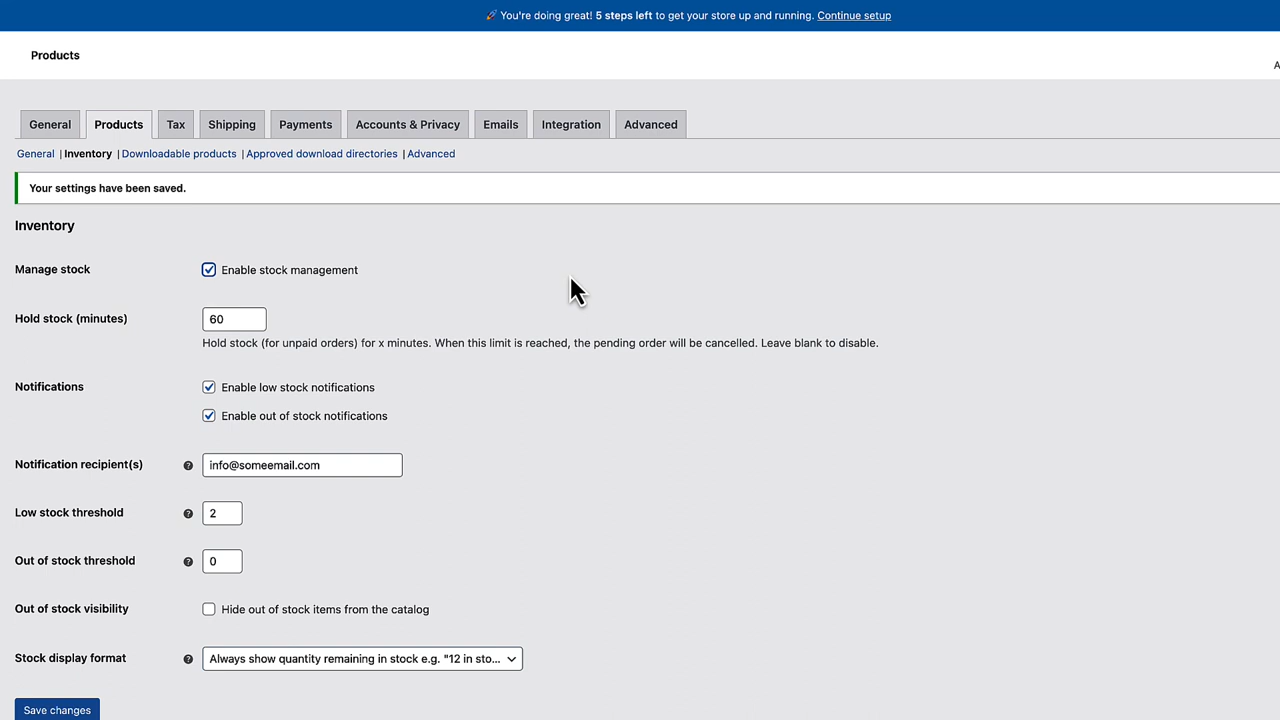 🚀 You're doing great! 5 steps left to get your store up and running. Continue setup
Products
A
General Products Tax Shipping Payments Accounts & Privacy Emails Integration Advanced
General | Inventory | Downloadable products | Approved download directories | Advanced
Your settings have been saved.
Inventory
Manage stock Enable stock management
Hold stock (minutes) 60
Hold stock (for unpaid orders) for x minutes. When this limit is reached, the pending order will be cancelled. Leave blank to disable.
Notifications Enable low stock notifications
Enable out of stock notifications
Notification recipient(s) info@someemail.com
Low stock threshold 2
Out of stock threshold 0
Out of stock visibility Hide out of stock items from the catalog
Stock display format Always show quantity remaining in stock e.g. "12 in sto...
Save changes